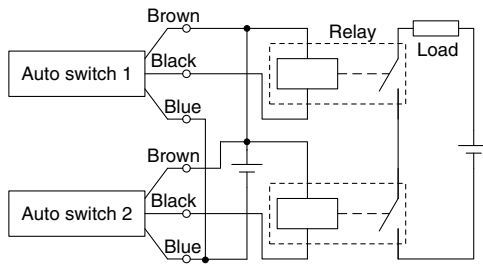 Brown
Relay
Auto switch 1
Black
Load
Blue
Brown
Auto switch 2
Black
Blue